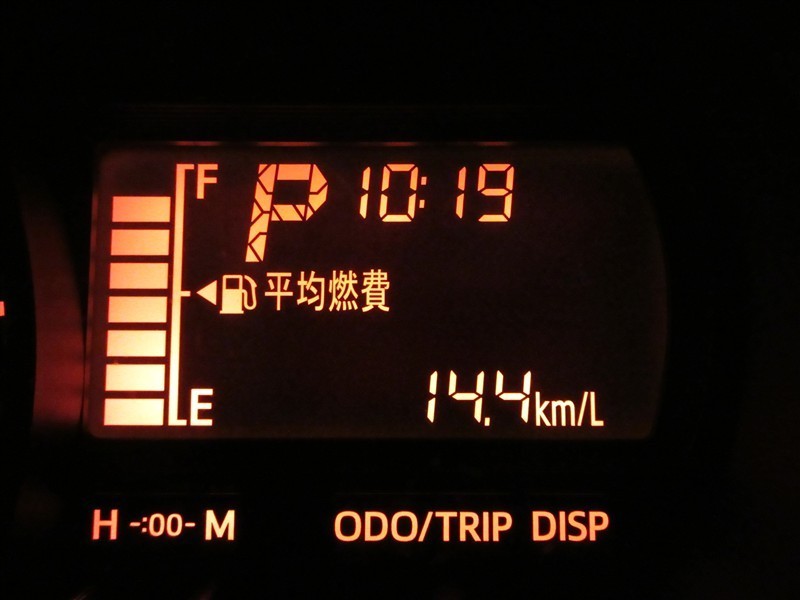 F
P 10:19
平均燃費
E
14.4km/L
H -:00- M ODO/TRIP DISP